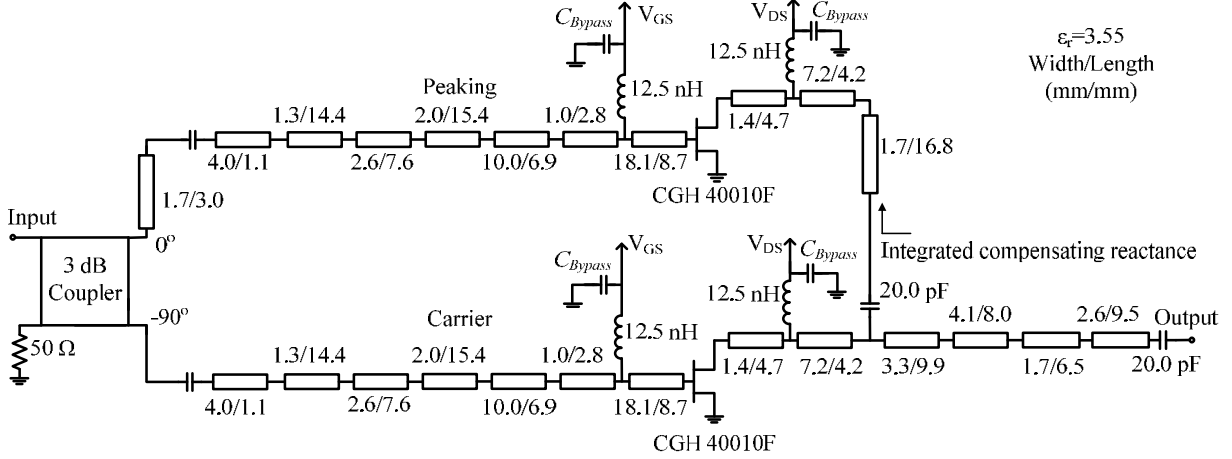 C_Bypass
V_GS
V_DS
C_Bypass
ε_r=3.55
Width/Length
(mm/mm)
12.5 nH
12.5 nH
7.2/4.2
Peaking
1.3/14.4
2.0/15.4
1.0/2.8
1.4/4.7
4.0/1.1
2.6/7.6
10.0/6.9
18.1/8.7
1.7/16.8
1.7/3.0
CGH 40010F
Input
0°
3 dB
Coupler
-90°
50 Ω
Integrated compensating reactance
C_Bypass
V_GS
V_DS
C_Bypass
12.5 nH
20.0 pF
Carrier
12.5 nH
4.1/8.0
2.6/9.5
Output
1.3/14.4
2.0/15.4
1.0/2.8
1.4/4.7
7.2/4.2
3.3/9.9
1.7/6.5
20.0 pF
4.0/1.1
2.6/7.6
10.0/6.9
18.1/8.7
CGH 40010F